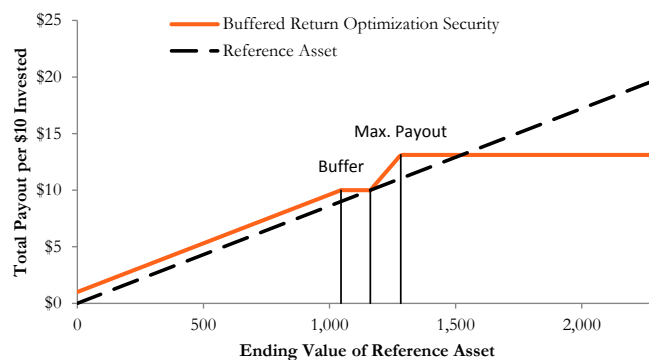 $25
Buffered Return Optimization Security
Reference Asset
$20
$15
Max. Payout
Buffer
$10
$5
$0
0
500
1,000
1,500
2,000
Total Payout per $10 Invested
Ending Value of Reference Asset